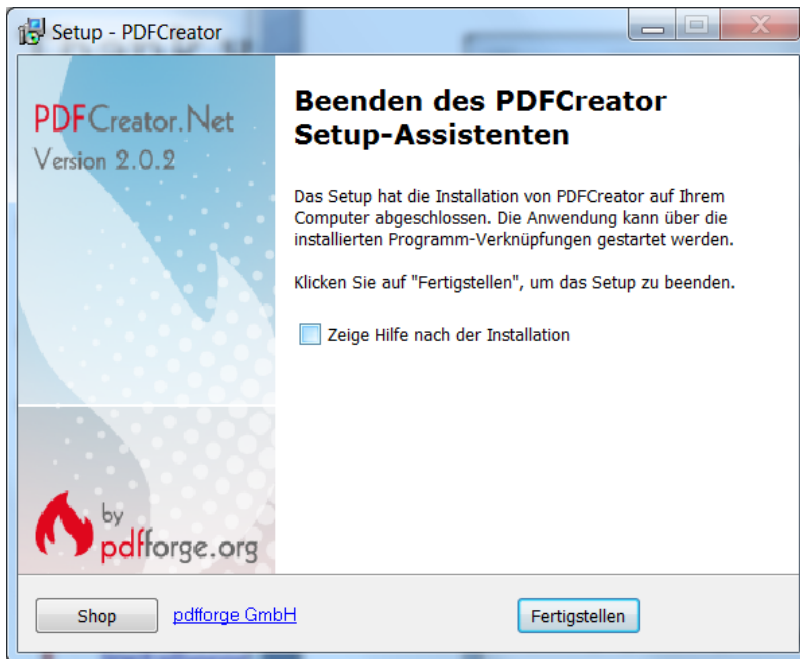 Setup - PDFCreator
PDFCreator.Net
Version 2.0.2
Beenden des PDFCreator
Setup-Assistenten
Das Setup hat die Installation von PDFCreator auf Ihrem
Computer abgeschlossen. Die Anwendung kann über die
installierten Programm-Verknüpfungen gestartet werden.
Klicken Sie auf "Fertigstellen", um das Setup zu beenden.
Zeige Hilfe nach der Installation
by
pdfforge.org
Shop
pdfforge GmbH
Fertigstellen